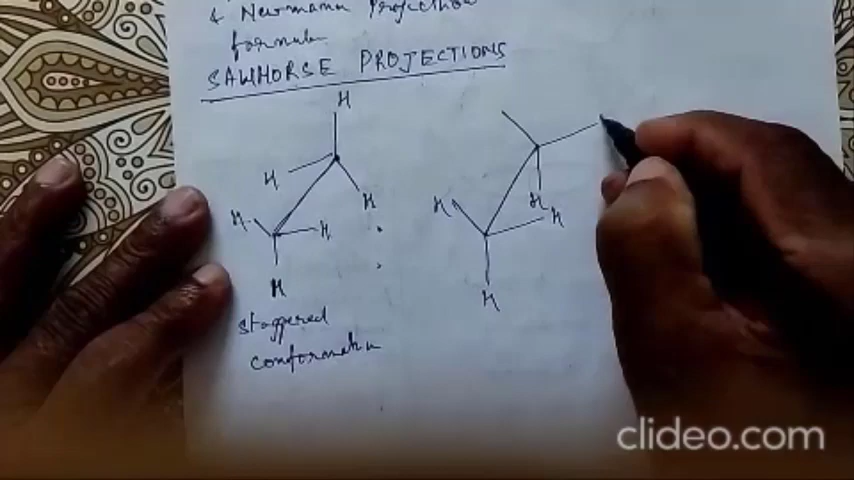 & Newmann Projection
formula
SAWHORSE PROJECTIONS
H
H
H
H
H
H
H
H
H
H
staggered
conformation
clideo.com